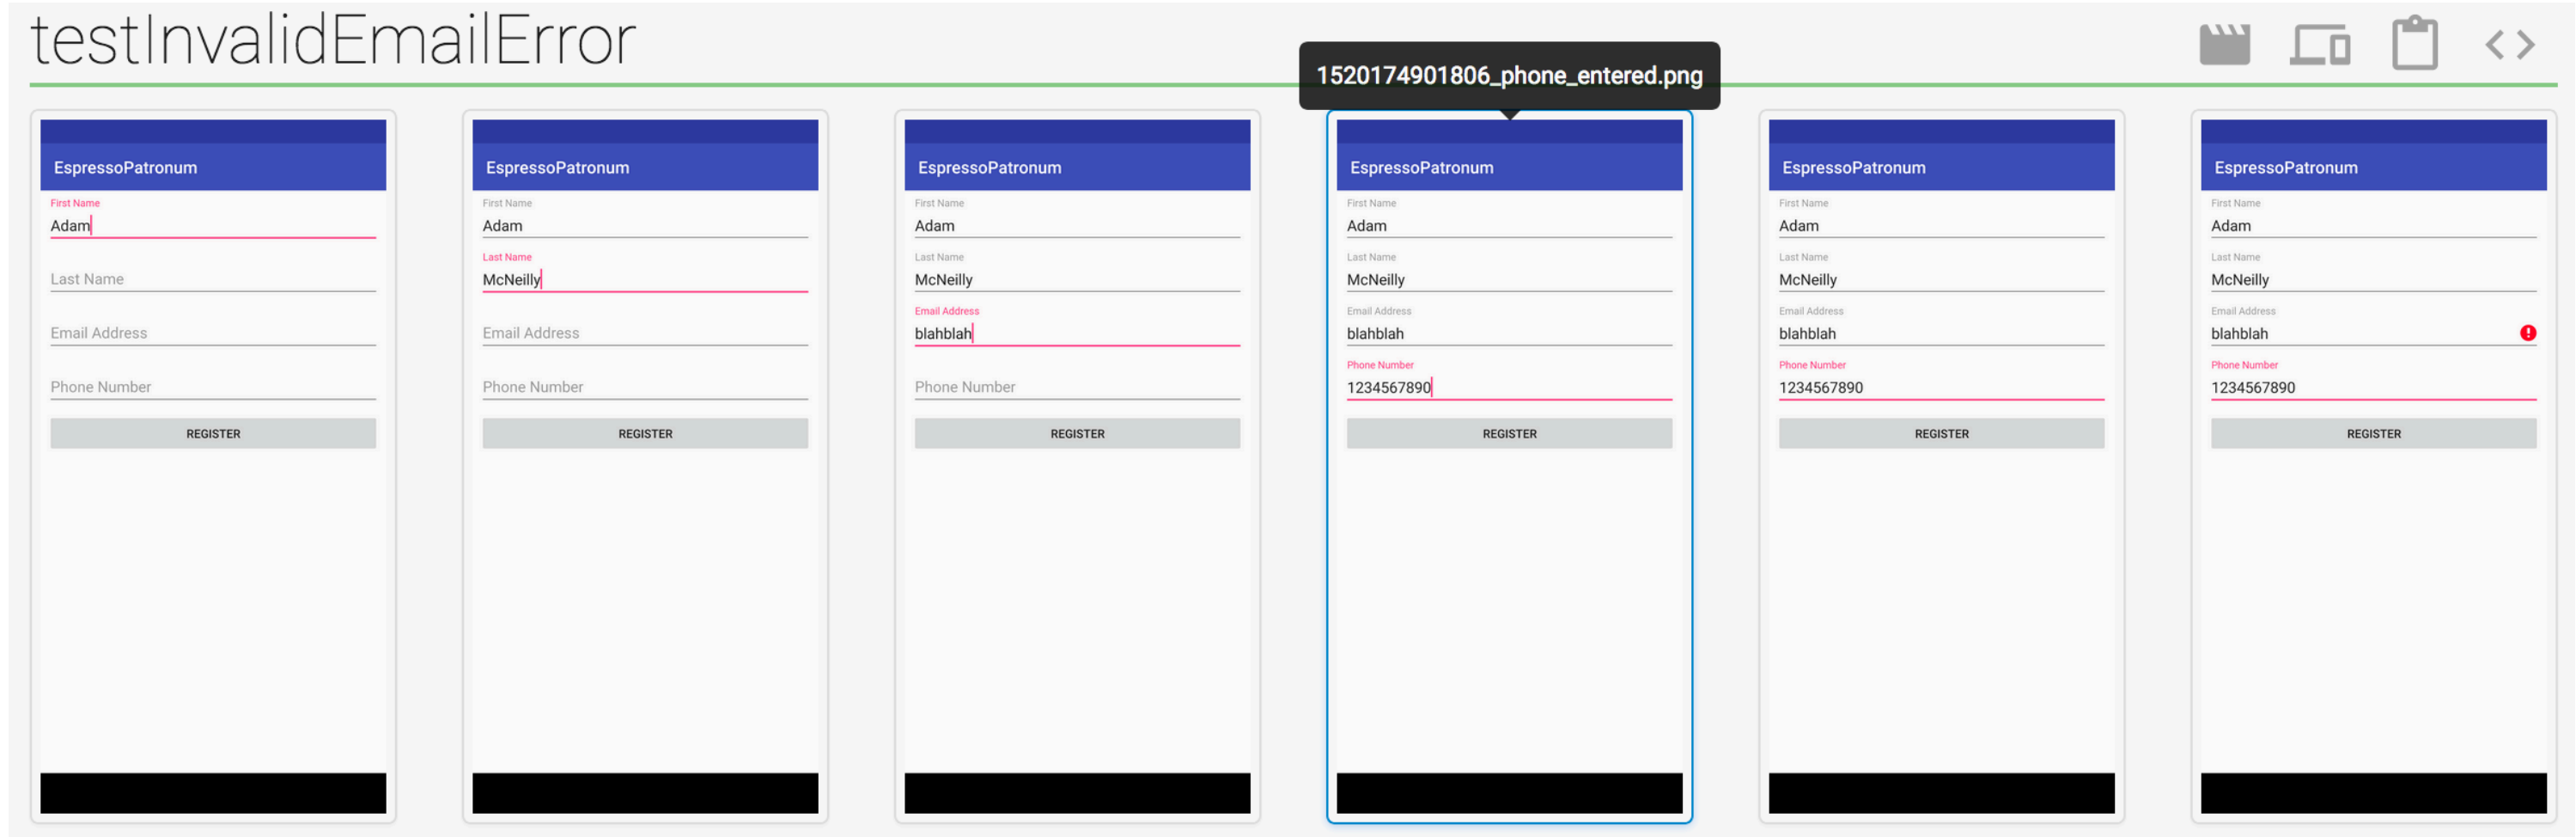 testInvalidEmailError
1520174901806_phone_entered.png
EspressoPatronum
First Name
Adam
Last Name
Email Address
Phone Number
REGISTER
EspressoPatronum
First Name
Adam
Last Name
McNeilly
Email Address
Phone Number
REGISTER
EspressoPatronum
First Name
Adam
Last Name
McNeilly
Email Address
blahblah
Phone Number
REGISTER
EspressoPatronum
First Name
Adam
Last Name
McNeilly
Email Address
blahblah
Phone Number
1234567890
REGISTER
EspressoPatronum
First Name
Adam
Last Name
McNeilly
Email Address
blahblah
Phone Number
1234567890
REGISTER
EspressoPatronum
First Name
Adam
Last Name
McNeilly
Email Address
blahblah
Phone Number
1234567890
REGISTER